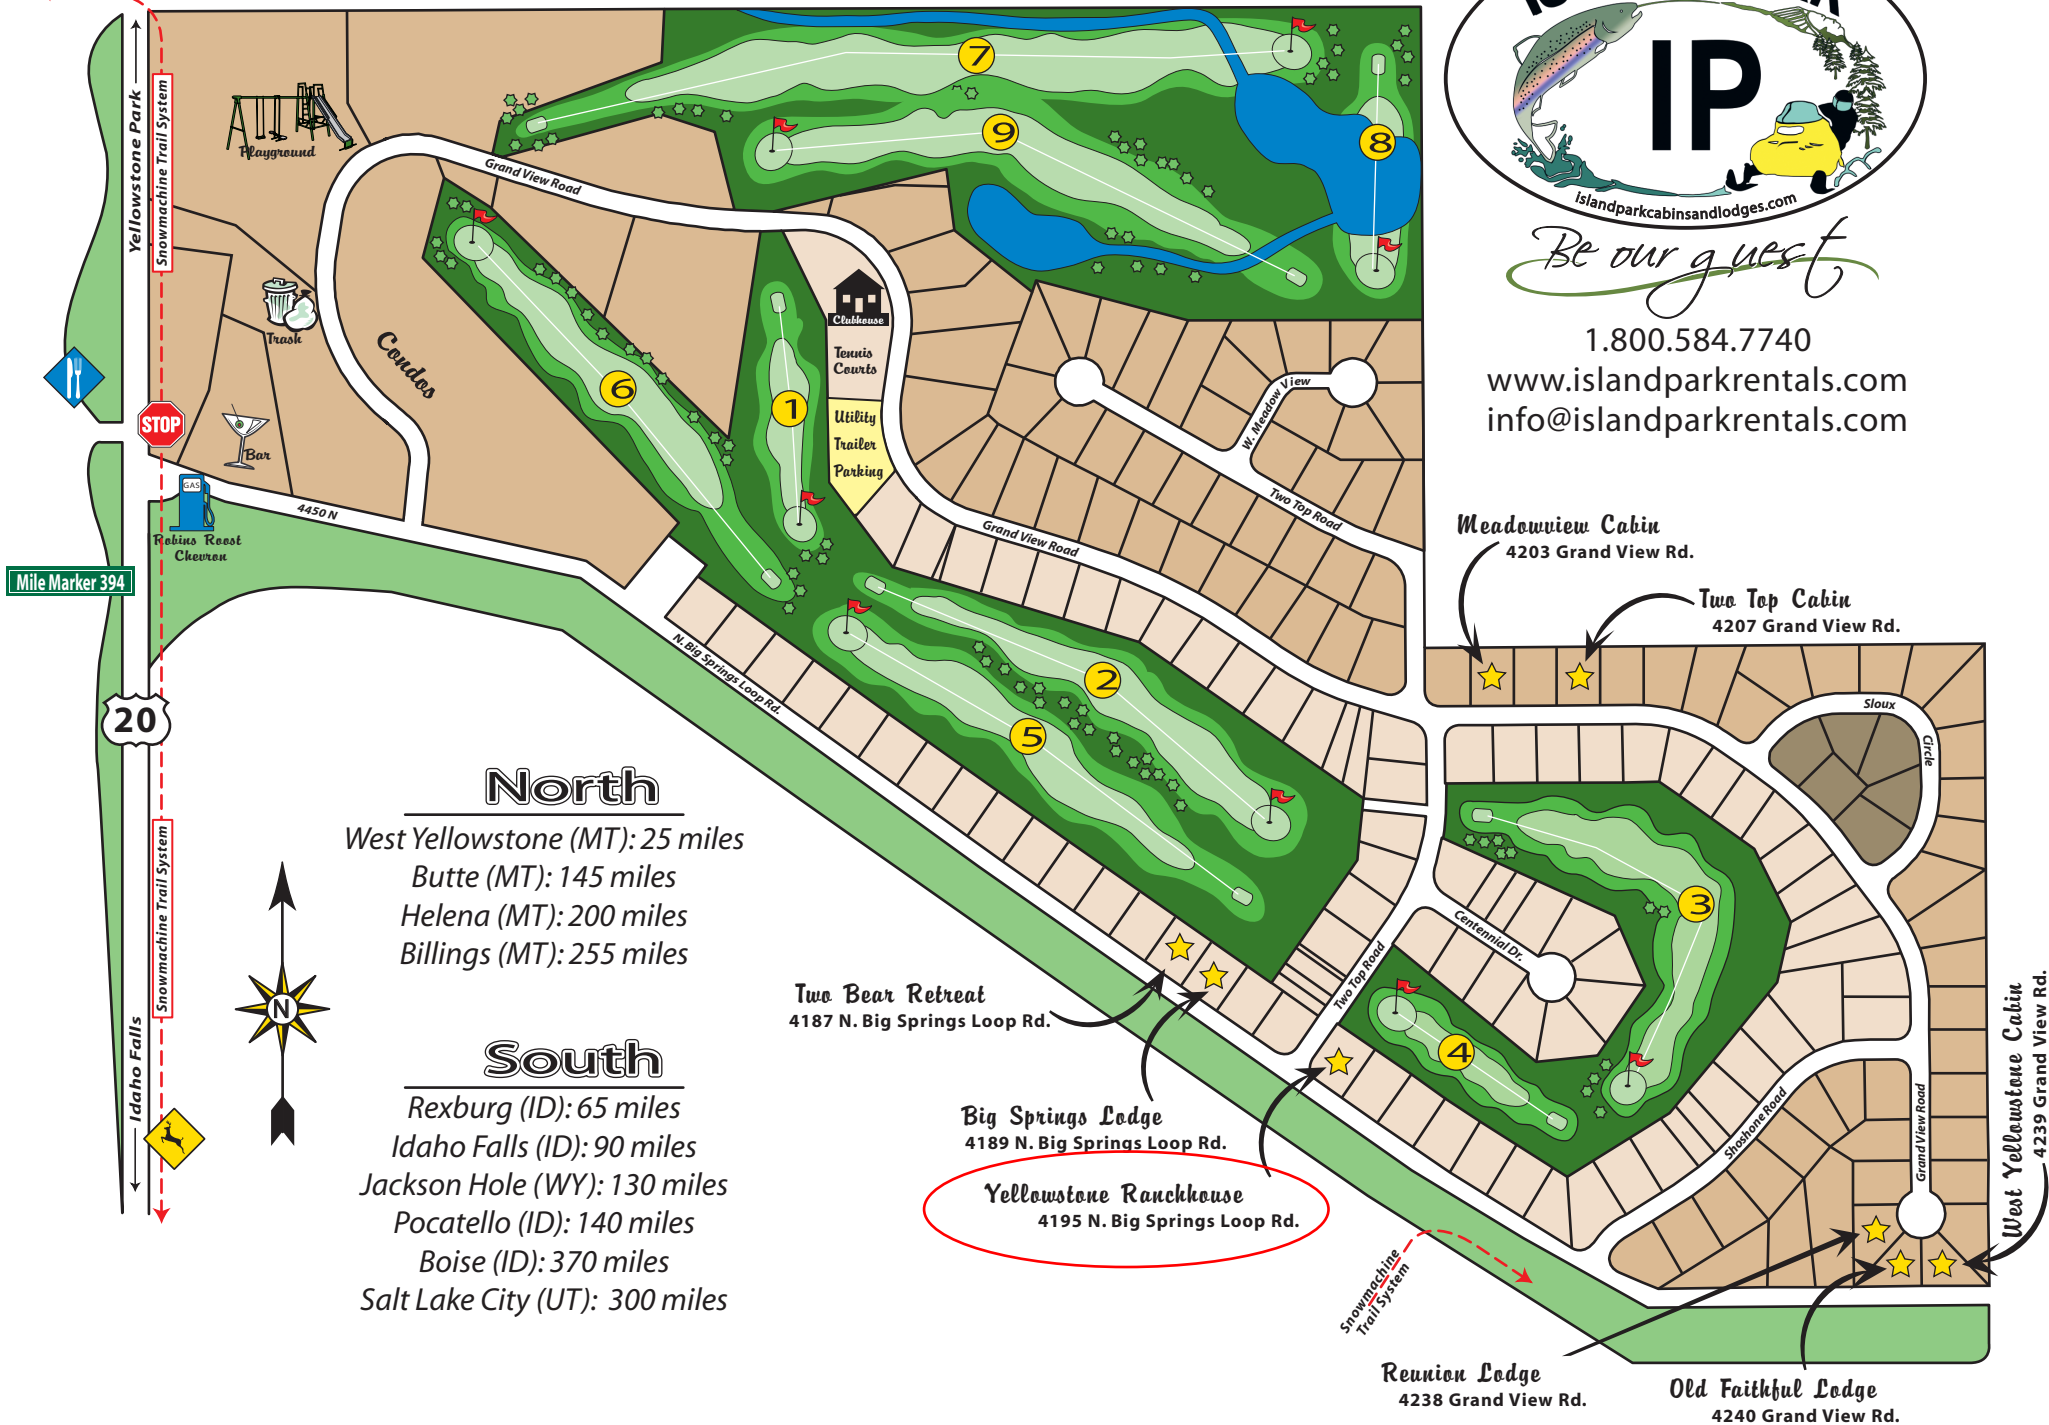 Yellowstone Park
Snowmachine Trail System
Playground
Grand View Road
7
9
8
IP
islandparkcabinsandlodges.com
Be our guest
1.800.584.7740
www.islandparkrentals.com
info@islandparkrentals.com
Trash
Condos
Clubhouse
Tennis
Courts
Utility
Trailer
Parking
6
1
STOP
Bar
GAS
Robins Roost
Chevron
4450 N
Mile Marker 394
20
W. Meadow View
Two Top Road
Grand View Road
Meadowview Cabin
4203 Grand View Rd.
Two Top Cabin
4207 Grand View Rd.
Sioux
Circle
N. Big Springs Loop Rd.
2
5
3
4
Centennial Dr.
Two Top Road
Shoshone Road
Grand View Road
North
West Yellowstone (MT): 25 miles
Butte (MT): 145 miles
Helena (MT): 200 miles
Billings (MT): 255 miles
N
South
Rexburg (ID): 65 miles
Idaho Falls (ID): 90 miles
Jackson Hole (WY): 130 miles
Pocatello (ID): 140 miles
Boise (ID): 370 miles
Salt Lake City (UT): 300 miles
Snowmachine Trail System
Idaho Falls
Two Bear Retreat
4187 N. Big Springs Loop Rd.
Big Springs Lodge
4189 N. Big Springs Loop Rd.
Yellowstone Ranchhouse
4195 N. Big Springs Loop Rd.
Snowmachine
Trail System
West Yellowstone Cabin
4239 Grand View Rd.
Reunion Lodge
4238 Grand View Rd.
Old Faithful Lodge
4240 Grand View Rd.